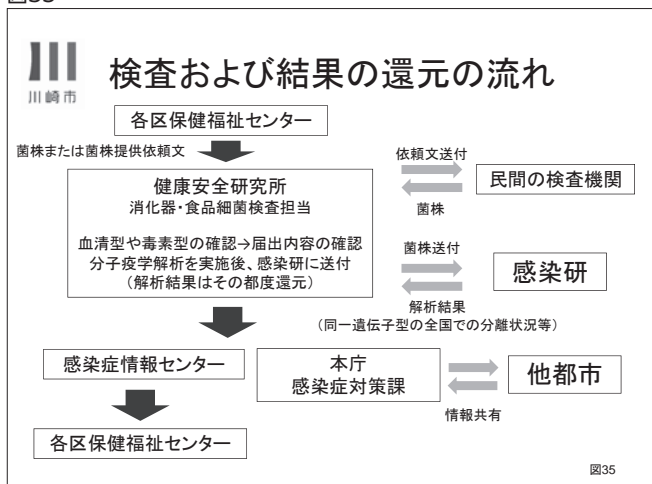 図35
川崎市
検査および結果の還元の流れ
各区保健福祉センター
菌株または菌株提供依頼文
健康安全研究所
消化器・食品細菌検査担当
血清型や毒素型の確認→届出内容の確認
分子疫学解析を実施後、感染研に送付
(解析結果はその都度還元)
依頼文送付
民間の検査機関
菌株
菌株送付
感染研
解析結果
(同一遺伝子型の全国での分離状況等)
感染症情報センター
本庁
感染症対策課
他都市
情報共有
各区保健福祉センター
図35